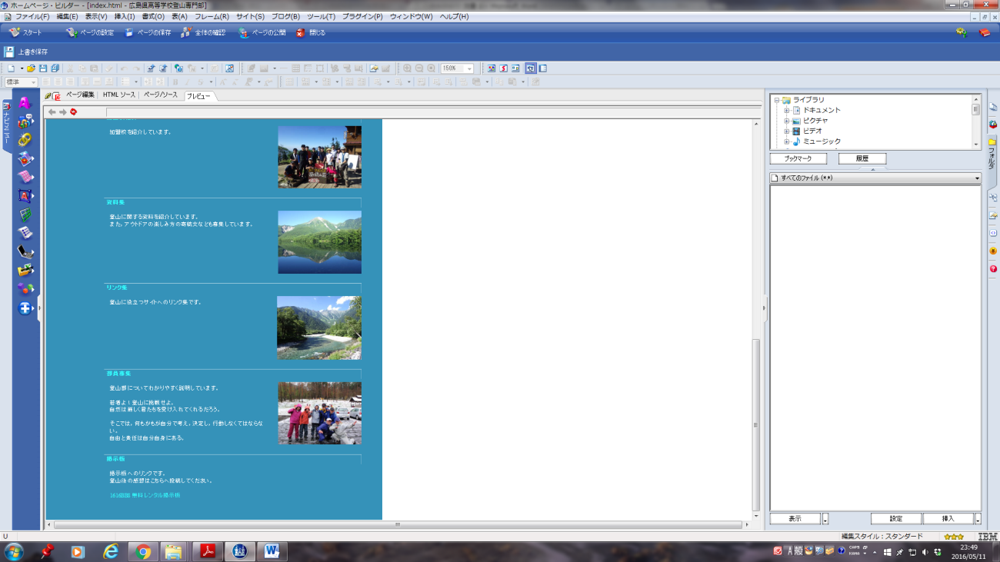 ホームページ・ビルダー - [index.html - 広島県高等学校登山専門部]
ファイル(F) 編集(E) 表示(V) 挿入(I) 書式(O) 表(A) フレーム(R) サイト(S) ブログ(B) ツール(T) プラグイン(P) ウィンドウ(W) ヘルプ(H)
スタート ページの設定 ページの保存 全体の確認 ページの公開 閉じる
上書き保存
150%
標準
ページ編集 HTML ソース ページ/ソース プレビュー
ナビメニュー
加盟校を紹介しています。
資料集
登山に関する資料を紹介しています。
また，アウトドアの楽しみ方の寄稿文なども募集しています。
リンク集
登山に役立つサイトへのリンク集です。
部員募集
登山部についてわかりやすく説明しています。
若者よ！登山に挑戦せよ。
自然は厳しく君たちを受け入れてくれるだろう。
そこでは，何もかもが自分で考え，決定し，行動しなくてはならな
い。
自由と責任は自分自身にある。
掲示板
掲示板へのリンクです。
登山後の感想はこちらへ投稿してください。
無料レンタル掲示板
ライブラリ
ドキュメント
ピクチャ
ビデオ
ミュージック
ブックマーク 履歴
すべてのファイル (*.*)
フォルダ
表示 設定 挿入
U
編集スタイル：スタンダード
IBM
A 般
CAPS
KANA
23:49
2016/05/11